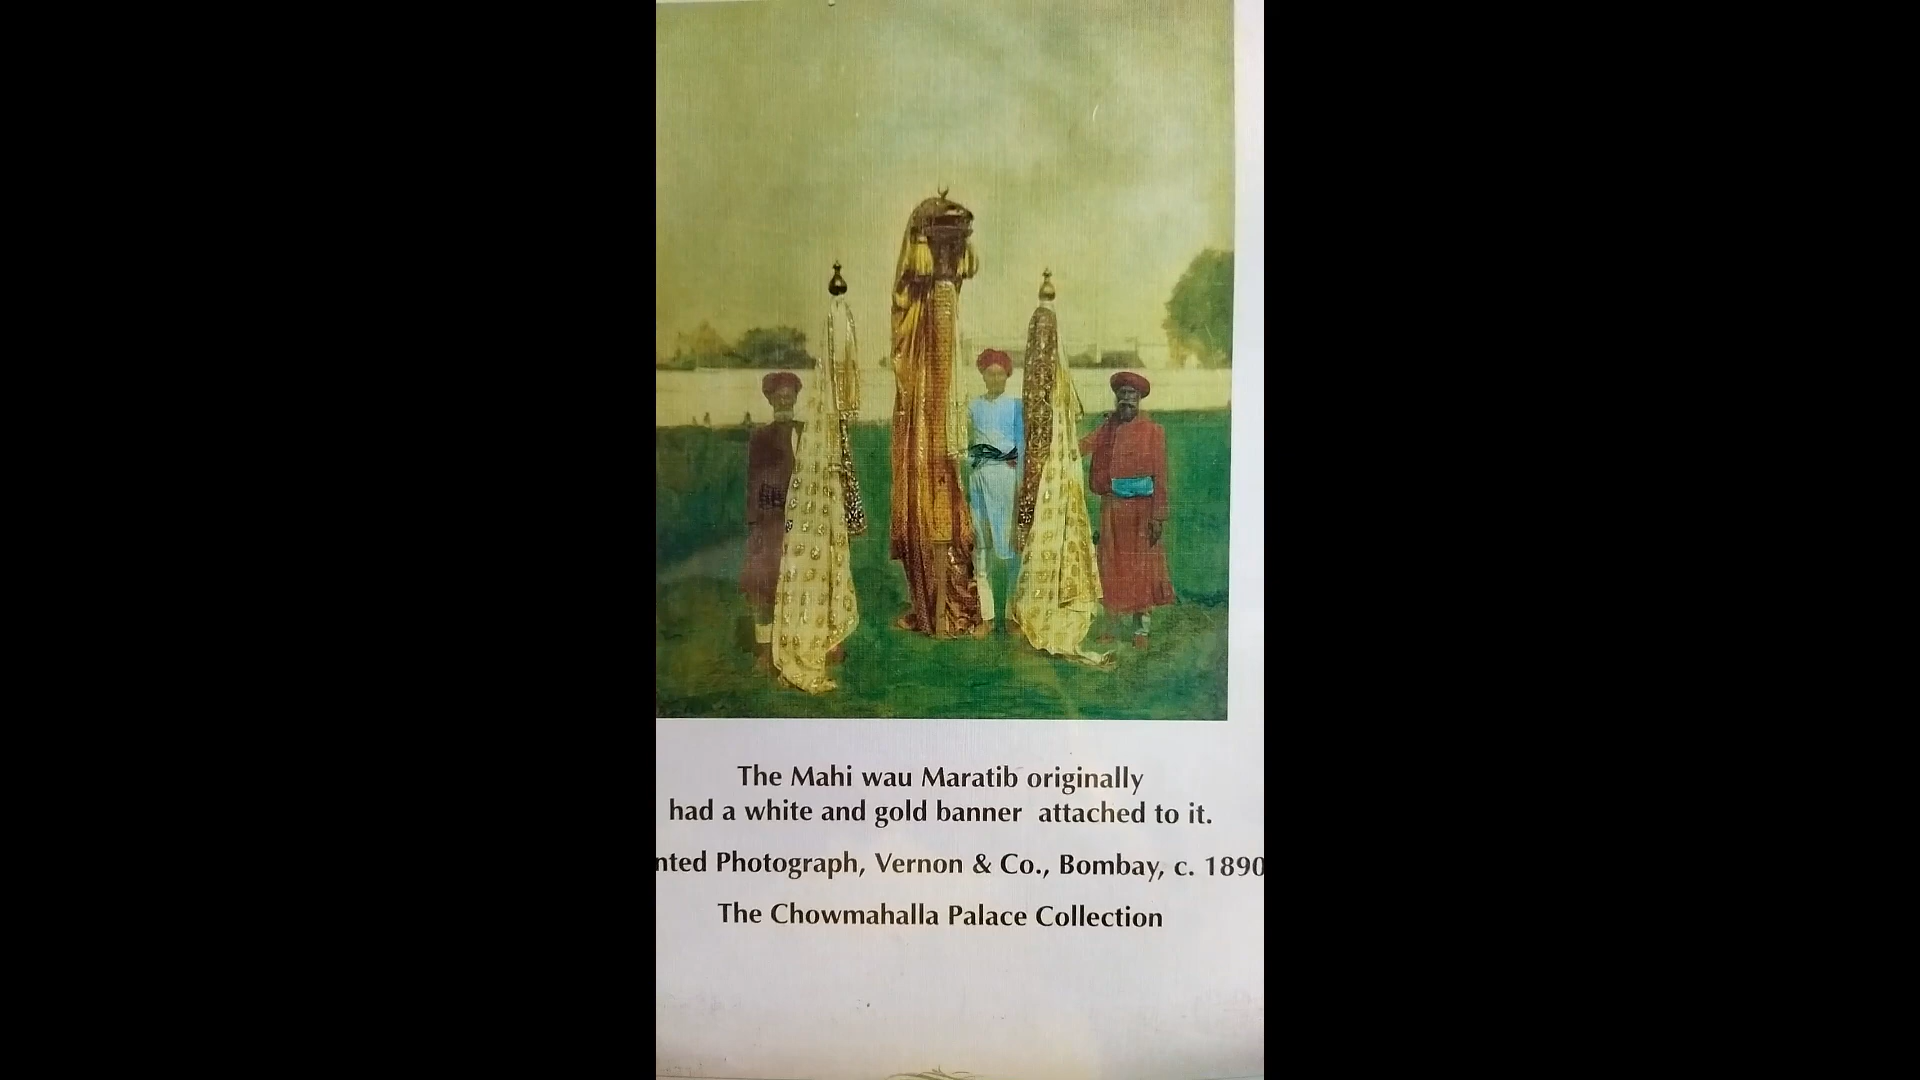 The Mahi wau Maratib originally
had a white and gold banner attached to it.
nted Photograph, Vernon & Co., Bombay, c. 1890
The Chowmahalla Palace Collection